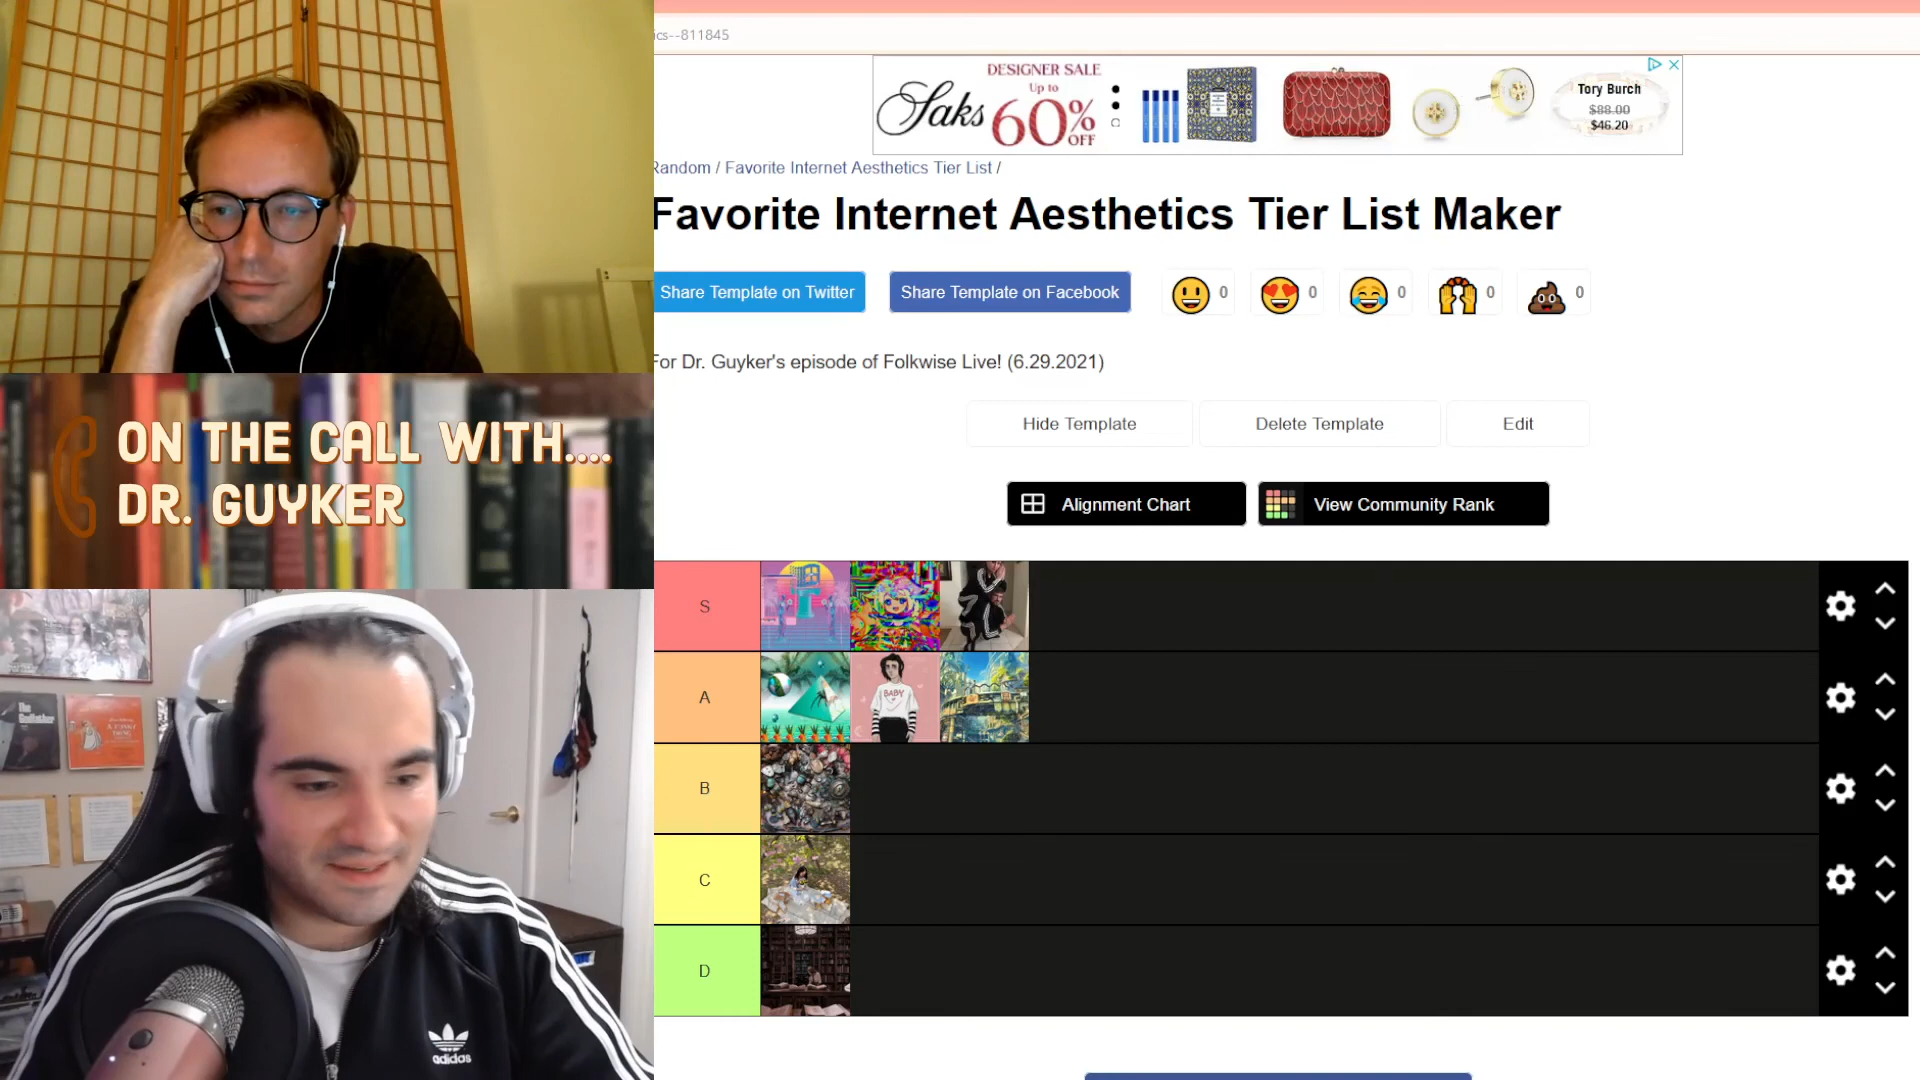 ics--811845
Saks
DESIGNER SALE
Up to
60%
OFF
Tory Burch
$88.00
$46.20
Random / Favorite Internet Aesthetics Tier List /
Favorite Internet Aesthetics Tier List Maker
Share Template on Twitter
Share Template on Facebook
0
0
0
0
0
For Dr. Guyker's episode of Folkwise Live! (6.29.2021)
Hide Template
Delete Template
Edit
ON THE CALL WITH....
DR. GUYKER
Alignment Chart
View Community Rank
S
A
BABY
B
C
D
The
Godfather
adidas